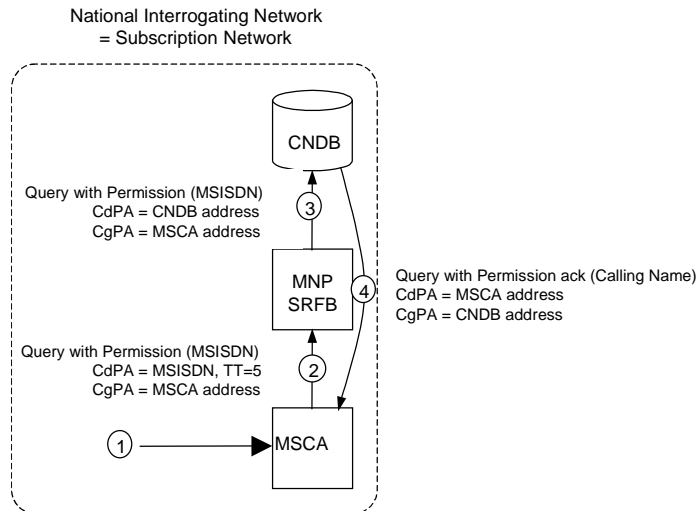 National Interrogating Network
= Subscription Network
CNDB
Query with Permission (MSISDN)
CdPA = CNDB address
CgPA = MSCA address
3
MNP
SRFB
4
Query with Permission ack (Calling Name)
CdPA = MSCA address
CgPA = CNDB address
Query with Permission (MSISDN)
CdPA = MSISDN, TT=5
CgPA = MSCA address
2
1
MSCA